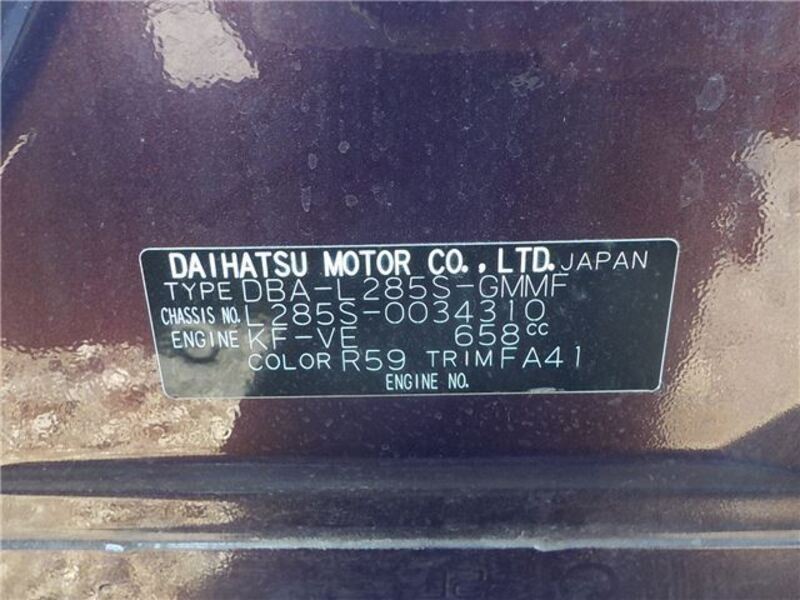 DAIHATSU MOTOR CO.,LTD. JAPAN
TYPE DBA-L285S-GMMF
CHASSIS NO. L285S-0034310
ENGINE KF-VE 658cc
COLOR R59 TRIM FA41
ENGINE NO.